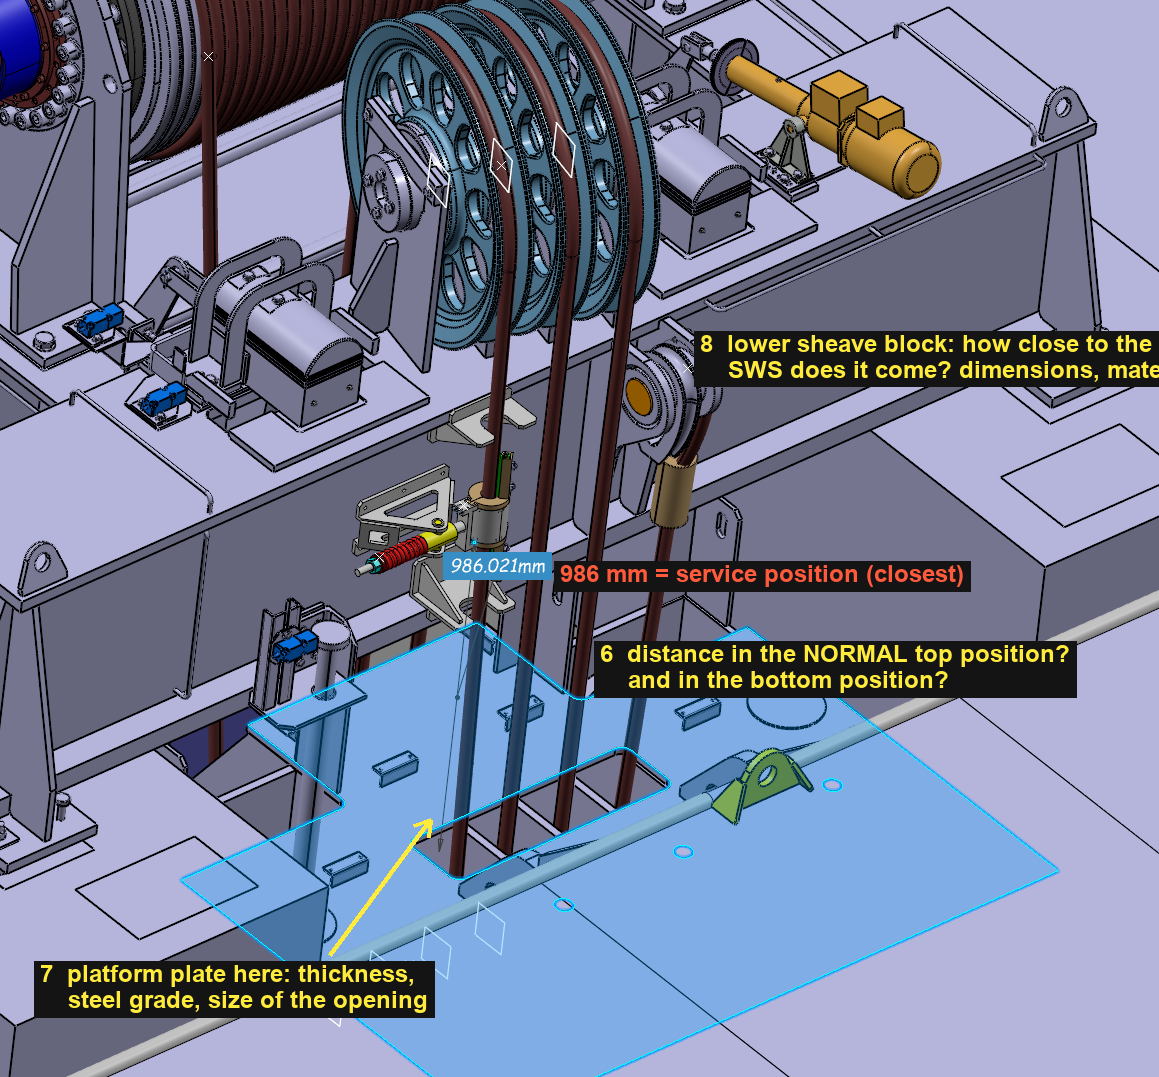 8 lower sheave block: how close to the
SWS does it come? dimensions, mate
986.021mm
986 mm = service position (closest)
6 distance in the NORMAL top position?
and in the bottom position?
7 platform plate here: thickness,
steel grade, size of the opening